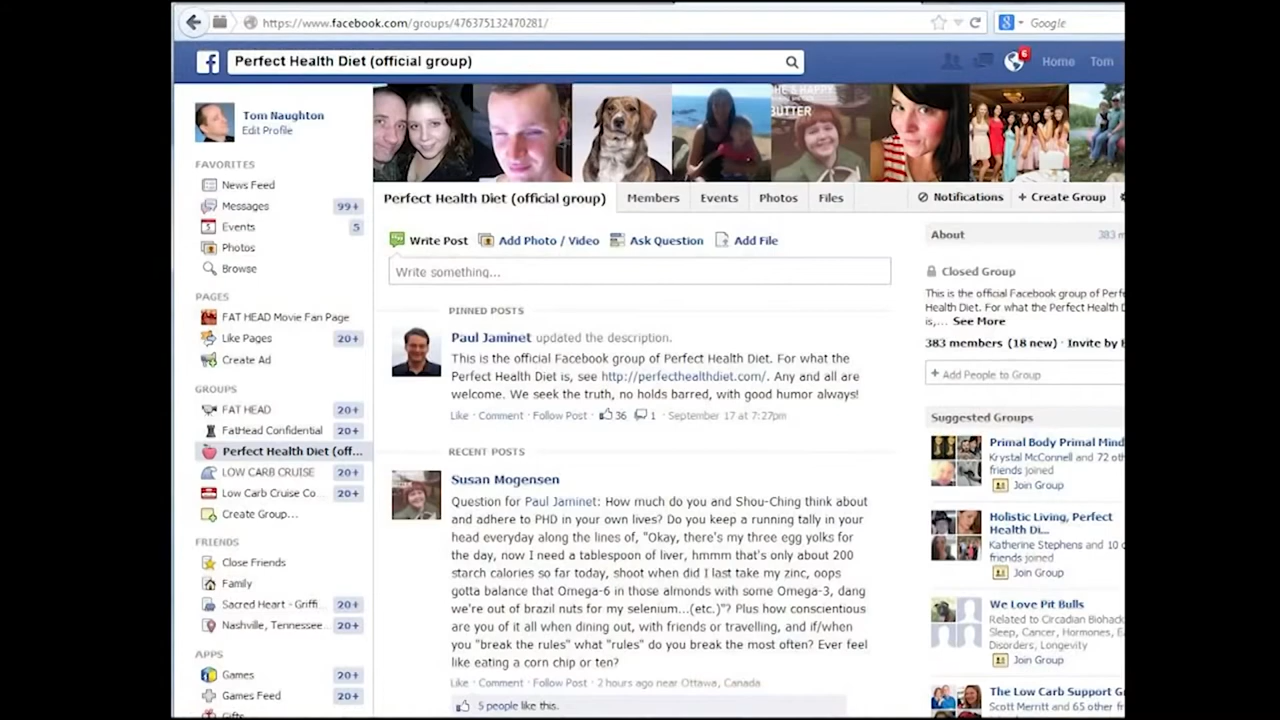 https://www.facebook.com/groups/476375132470281/
Google
Perfect Health Diet (official group)
6
Home
Tom
Tom Naughton
Edit Profile
FAVORITES
News Feed
Messages 99+
Events 5
Photos
Browse
PAGES
FAT HEAD Movie Fan Page
Like Pages 20+
Create Ad
GROUPS
FAT HEAD 20+
FatHead Confidential 20+
Perfect Health Diet (off...
LOW CARB CRUISE 20+
Low Carb Cruise Co... 20+
Create Group...
FRIENDS
Close Friends
Family
Sacred Heart - Griffi... 20+
Nashville, Tennessee... 20+
APPS
Games 20+
Games Feed 20+
Gifts
& HAPPY
BUTTER
Perfect Health Diet (official group)
Members
Events
Photos
Files
Notifications
+ Create Group
Write Post
Add Photo / Video
Ask Question
Add File
Write something...
PINNED POSTS
Paul Jaminet updated the description.
This is the official Facebook group of Perfect Health Diet. For what the
Perfect Health Diet is, see http://perfecthealthdiet.com/. Any and all are
welcome. We seek the truth, no holds barred, with good humor always!
Like · Comment · Follow Post · 36 1 · September 17 at 7:27pm
RECENT POSTS
Susan Mogensen
Question for Paul Jaminet: How much do you and Shou-Ching think about
and adhere to PHD in your own lives? Do you keep a running tally in your
head everyday along the lines of, "Okay, there's my three egg yolks for
the day, now I need a tablespoon of liver, hmmm that's only about 200
starch calories so far today, shoot when did I last take my zinc, oops
gotta balance that Omega-6 in those almonds with some Omega-3, dang
we're out of brazil nuts for my selenium...(etc.)"? Plus how conscientious
are you of it all when dining out, with friends or travelling, and if/when
you "break the rules" what "rules" do you break the most often? Ever feel
like eating a corn chip or ten?
Like · Comment · Follow Post · 2 hours ago near Ottawa, Canada
5 people like this.
About 383 m
Closed Group
This is the official Facebook group of Perfe
Health Diet. For what the Perfect Health D
is,... See More
383 members (18 new) · Invite by E
+ Add People to Group
Suggested Groups
Primal Body Primal Mind
Krystal McConnell and 72 ot
friends joined
Join Group
Holistic Living, Perfect
Health Di...
Katherine Stephens and 10 o
friends joined
Join Group
We Love Pit Bulls
Related to Circadian Biohack
Sleep, Cancer, Hormones, E
Disorders, Longevity
Join Group
The Low Carb Support G
Scott Merritt and 65 other f